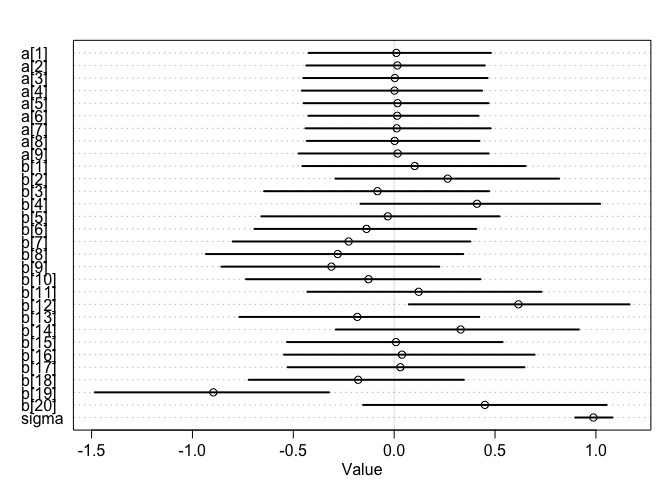 a[1]
a[2]
a[3]
a[4]
a[5]
a[6]
a[7]
a[8]
a[9]
b[1]
b[2]
b[3]
b[4]
b[5]
b[6]
b[7]
b[8]
b[9]
b[10]
b[11]
b[12]
b[13]
b[14]
b[15]
b[16]
b[17]
b[18]
b[19]
b[20]
sigma
-1.5 -1.0 -0.5 0.0 0.5 1.0
Value